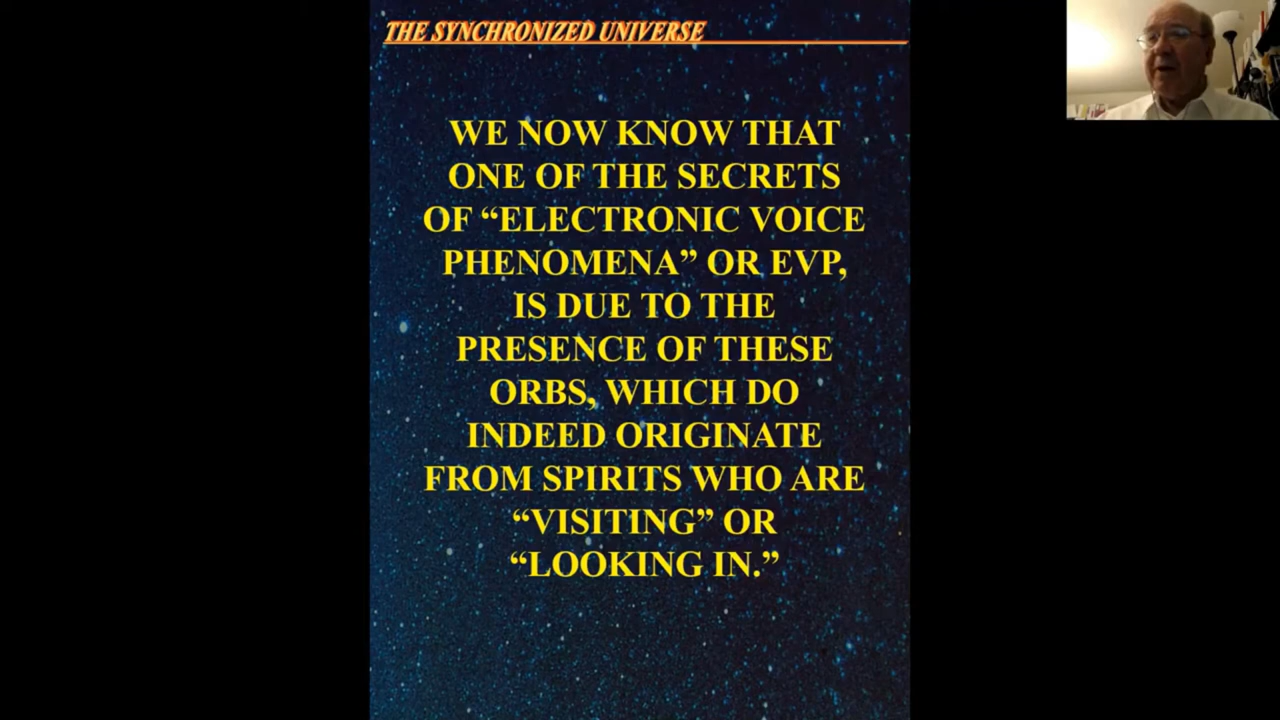 THE SYNCHRONIZED UNIVERSE
WE NOW KNOW THAT
ONE OF THE SECRETS
OF “ELECTRONIC VOICE
PHENOMENA” OR EVP,
IS DUE TO THE
PRESENCE OF THESE
ORBS, WHICH DO
INDEED ORIGINATE
FROM SPIRITS WHO ARE
“VISITING” OR
“LOOKING IN.”